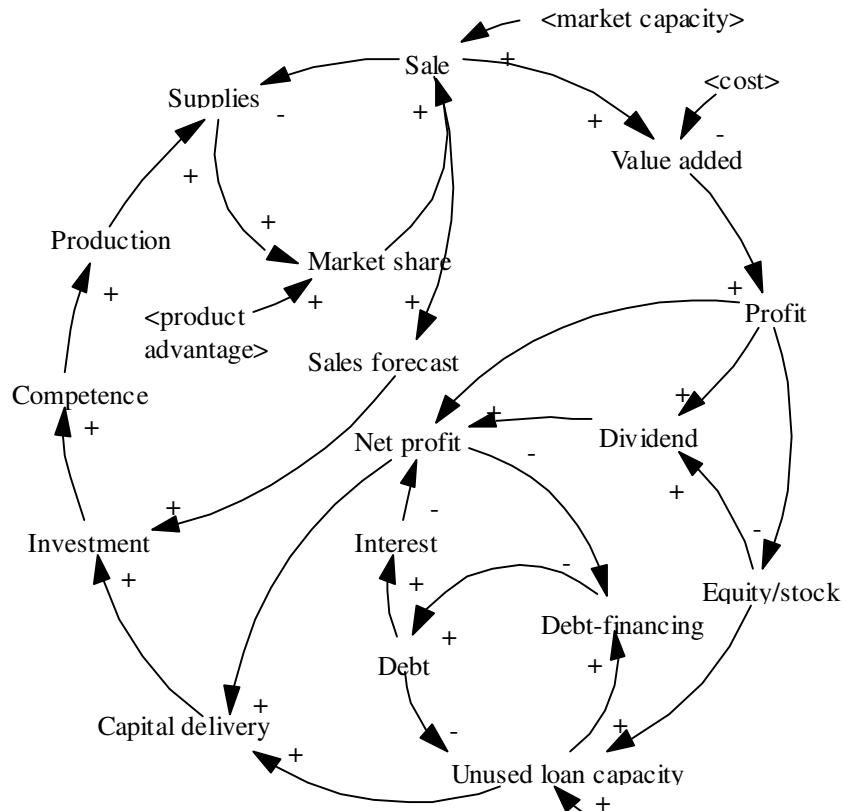 <market capacity>
Sale
+
<cost>
Supplies
-
+
+
-
Value added
+
+
Production
Market share
+
+
+
+
Profit
<product
advantage>
Sales forecast
Competence
+
+
+
Net profit
Dividend
-
+
+
-
-
Investment
Interest
-
+
+
Equity/stock
+
Debt-financing
Debt
+
+
Capital delivery
+
-
+
Unused loan capacity
+